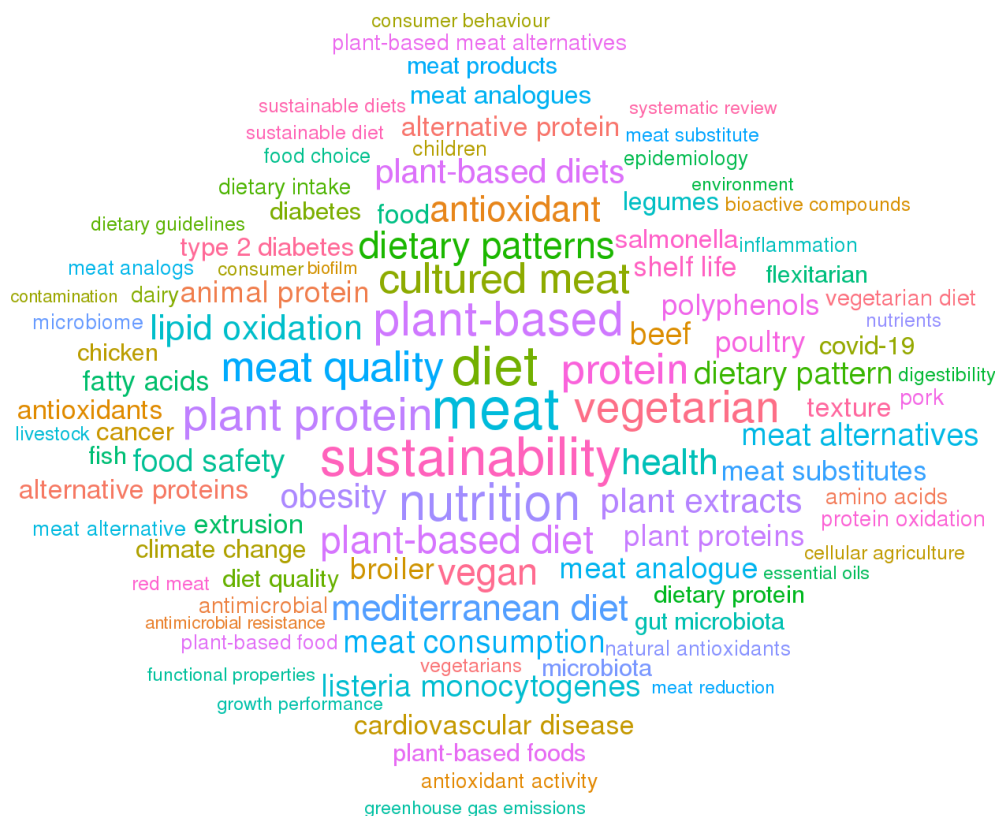 consumer behaviour
plant-based meat alternatives
meat products
meat analogues
sustainable diets
systematic review
alternative protein
sustainable diet
meat substitute
children
food choice
epidemiology
plant-based diets
environment
dietary intake
legumes
bioactive compounds
diabetes
food
antioxidant
dietary guidelines
salmonella
inflammation
type 2 diabetes
dietary patterns
meat analogs
consumer
biofilm
shelf life
flexitarian
cultured meat
contamination
dairy
animal protein
polyphenols
vegetarian diet
microbiome
lipid oxidation
plant-based
beef
nutrients
poultry
covid-19
chicken
meat quality
diet
protein
dietary pattern
digestibility
fatty acids
pork
antioxidants
plant protein
meat
vegetarian
texture
livestock
cancer
meat alternatives
fish
food safety
sustainability
health
meat substitutes
alternative proteins
obesity
nutrition
plant extracts
amino acids
protein oxidation
meat alternative
extrusion
plant-based diet
plant proteins
climate change
cellular agriculture
red meat
diet quality
broiler
vegan
meat analogue
essential oils
dietary protein
antimicrobial
mediterranean diet
antimicrobial resistance
gut microbiota
plant-based food
meat consumption
natural antioxidants
vegetarians
microbiota
functional properties
listeria monocytogenes
meat reduction
growth performance
cardiovascular disease
plant-based foods
antioxidant activity
greenhouse gas emissions